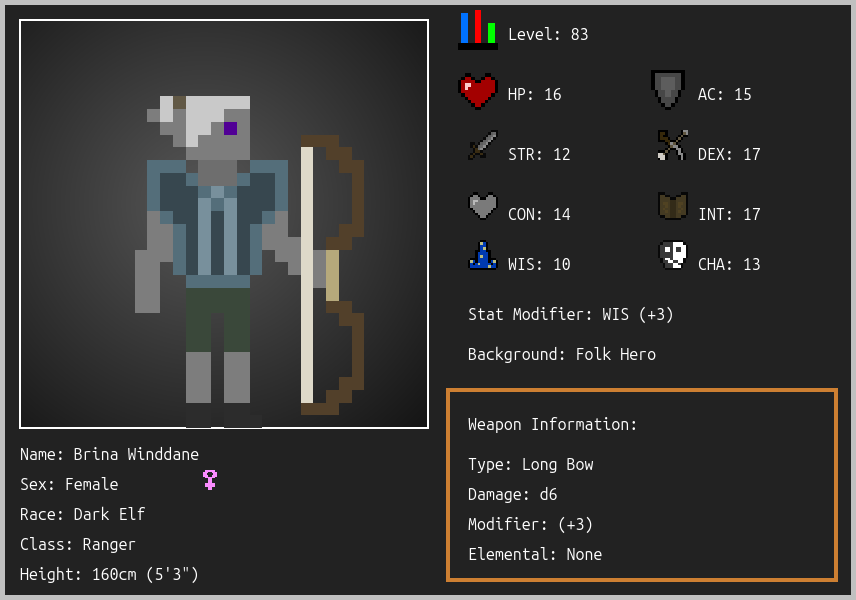 Level: 83
HP: 16
AC: 15
STR: 12
DEX: 17
CON: 14
INT: 17
WIS: 10
CHA: 13
Stat Modifier: WIS (+3)
Background: Folk Hero
Weapon Information:
Type: Long Bow
Damage: d6
Modifier: (+3)
Elemental: None
Name: Brina Winddane
Sex: Female
Race: Dark Elf
Class: Ranger
Height: 160cm (5'3")